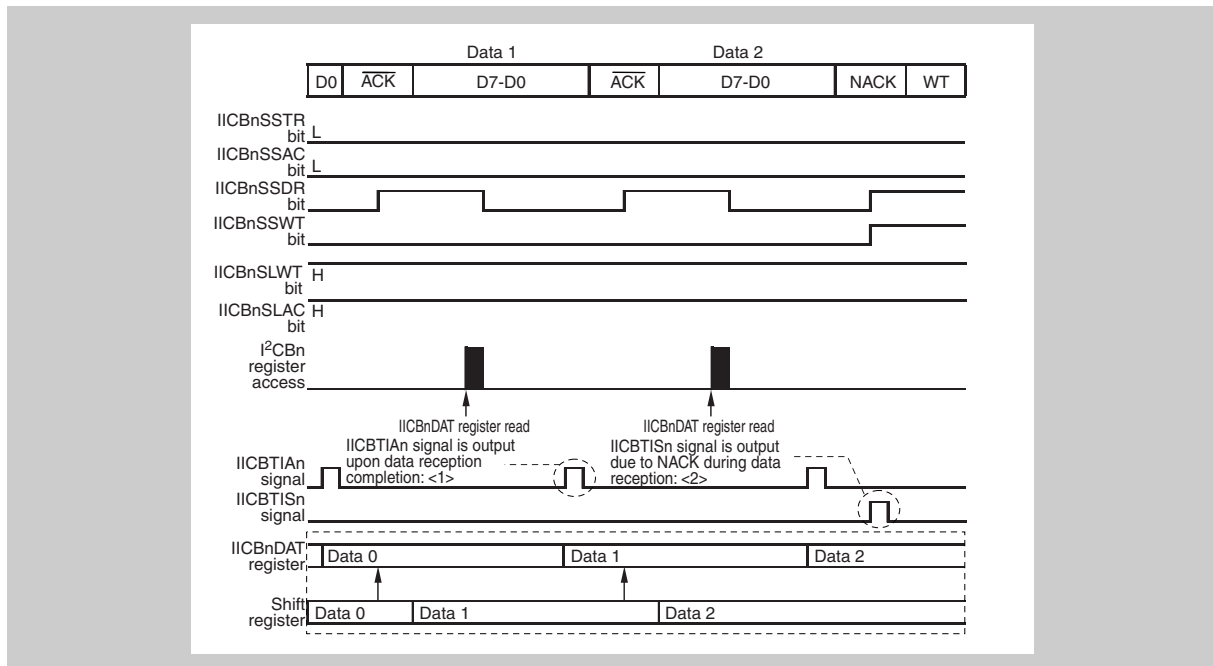 Data 1 Data 2
D0 ACK D7-D0 ACK D7-D0 NACK WT
IICBnSSTR
bit L
IICBnSSAC
bit L
IICBnSSDR
bit
IICBnSSWT
bit
IICBnSLWT H
bit
IICBnSLAC H
bit
I²CBn
register
access
IICBnDAT register read IICBnDAT register read
IICBTIAn signal is output
upon data reception
completion: <1>
IICBTISn signal is output
due to NACK during data
reception: <2>
IICBTIAn
signal
IICBTISn
signal
IICBnDAT
register
Data 0 Data 1 Data 2
Shift
register
Data 0 Data 1 Data 2